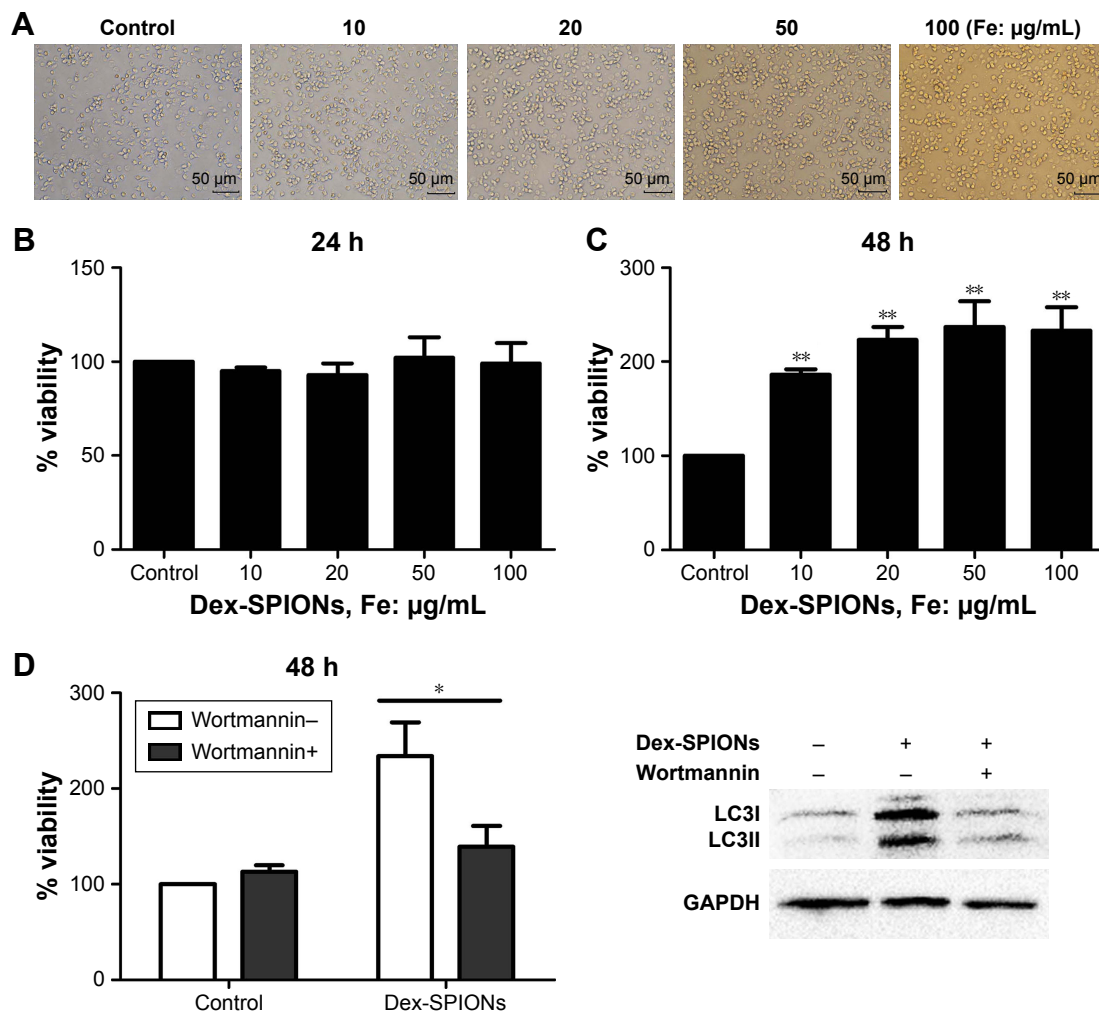 A
Control 10 20 50 100 (Fe: µg/mL)
50 µm 50 µm 50 µm 50 µm 50 µm
B
24 h
% viability
150
100
50
0
Control 10 20 50 100
Dex-SPIONs, Fe: µg/mL
C
48 h
% viability
300
200
100
0
** ** ** **
Control 10 20 50 100
Dex-SPIONs, Fe: µg/mL
D
48 h
% viability
300
200
100
0
Wortmannin–
Wortmannin+
*
Control Dex-SPIONs
Dex-SPIONs – + +
Wortmannin – – +
LC3I
LC3II
GAPDH